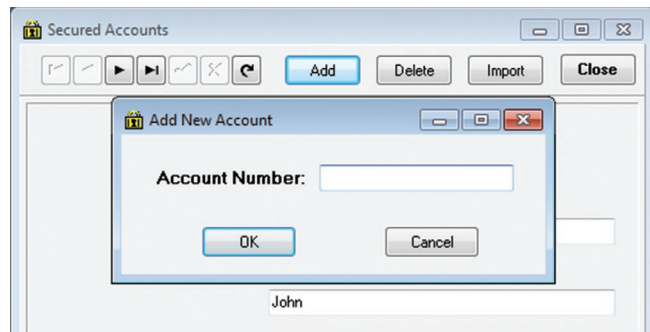 Secured Accounts
Add Delete Import Close
Add New Account
Account Number:
OK Cancel
John